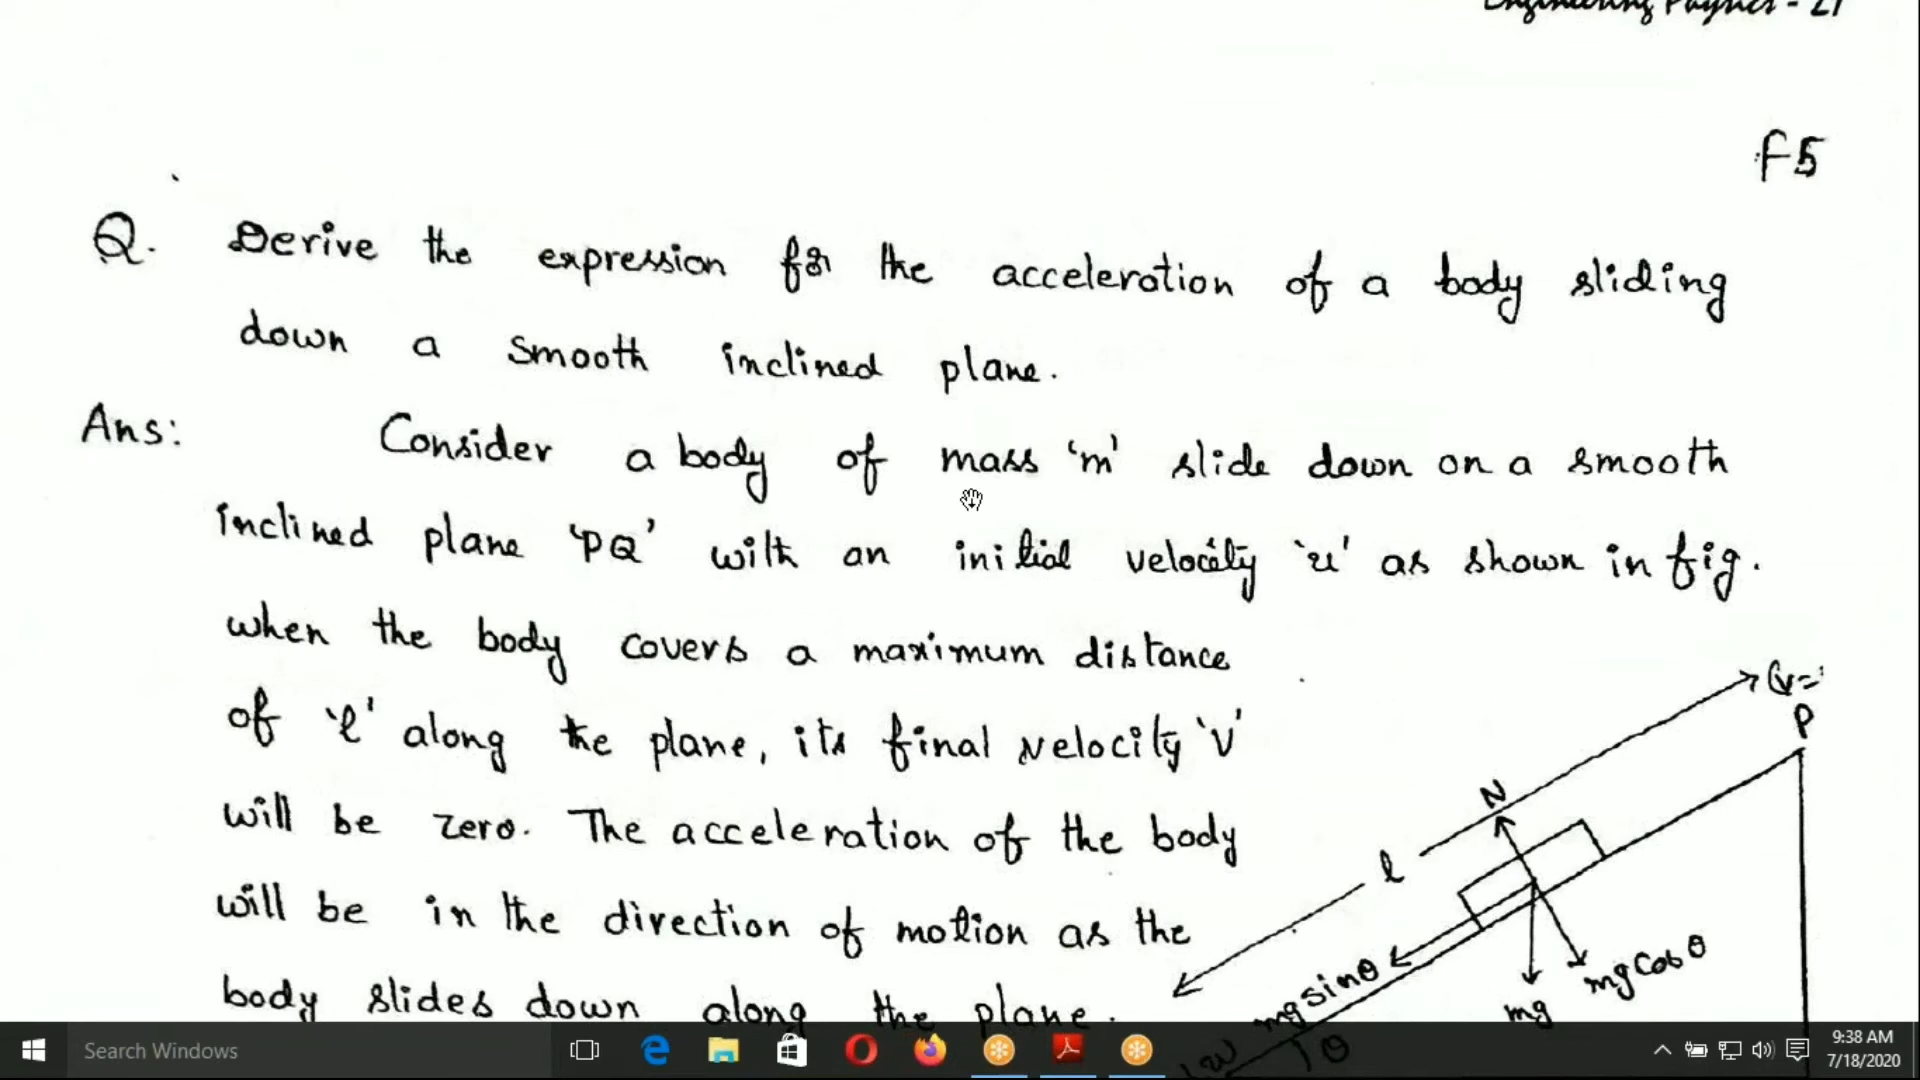 Engineering Physics - 21
F5
Q. Derive the expression for the acceleration of a body sliding
down a smooth inclined plane.
Ans: Consider a body of mass 'm' slide down on a smooth
inclined plane 'PQ' with an initial velocity 'u' as shown in fig.
when the body covers a maximum distance
of 'l' along the plane, its final velocity 'v'
will be zero. The acceleration of the body
will be in the direction of motion as the
body slides down along the plane.
(v=
P
N
l
mg sinθ
mg cosθ
mg
θ
Search Windows
9:38 AM
7/18/2020